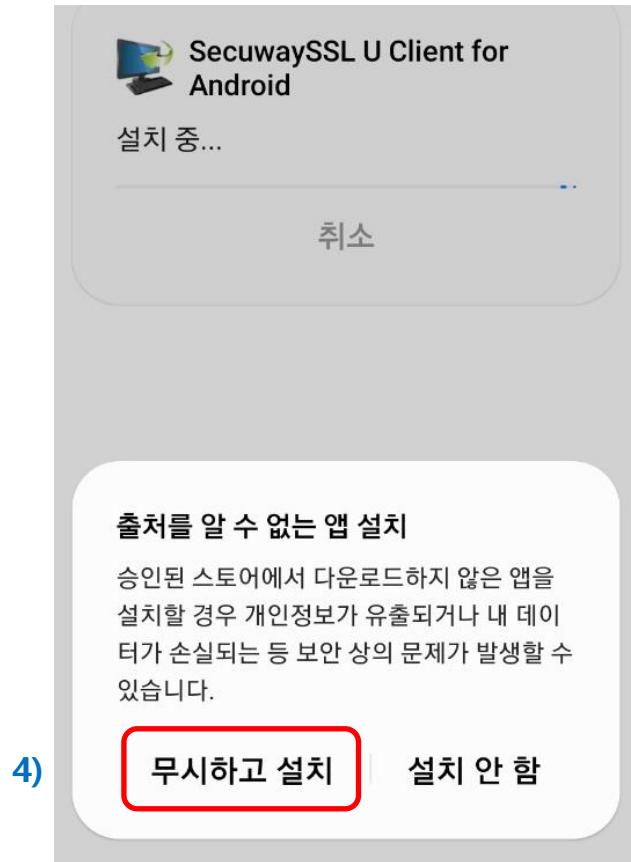 SecuwaySSL U Client for
Android
설치 중...
취소
출처를 알 수 없는 앱 설치
승인된 스토어에서 다운로드하지 않은 앱을
설치할 경우 개인정보가 유출되거나 내 데이
터가 손실되는 등 보안 상의 문제가 발생할 수
있습니다.
4) 무시하고 설치 설치 안 함